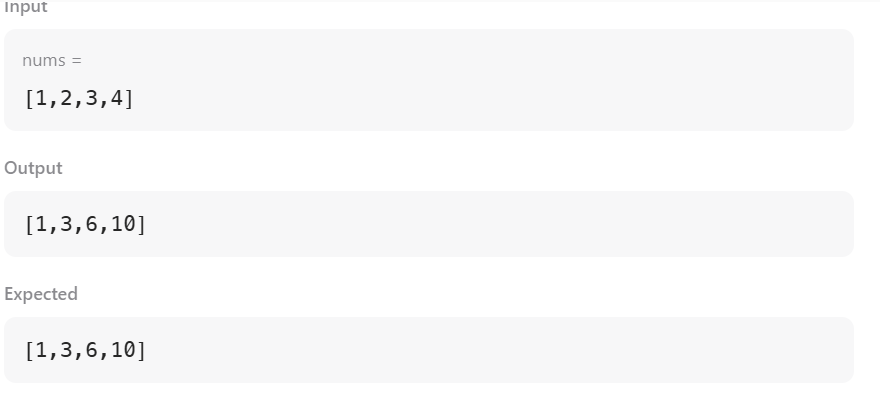 Input
nums =
[1,2,3,4]
Output
[1,3,6,10]
Expected
[1,3,6,10]